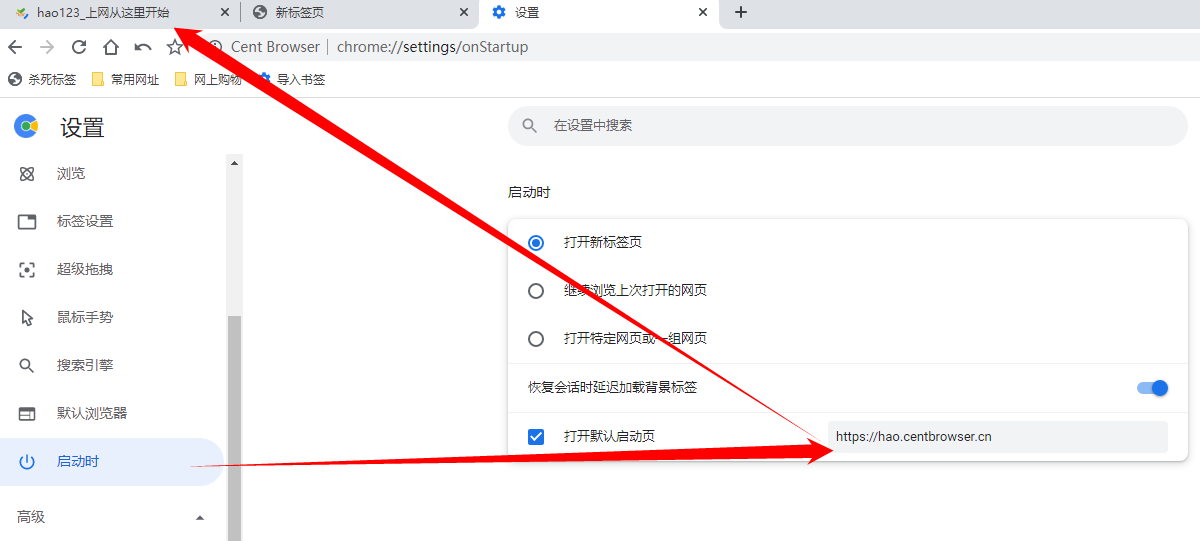 hao123_上网从这里开始
新标签页
设置
Cent Browser
chrome://settings/onStartup
杀死标签
常用网址
网上购物
导入书签
设置
在设置中搜索
浏览
标签设置
超级拖拽
鼠标手势
搜索引擎
默认浏览器
启动时
高级
启动时
打开新标签页
继续浏览上次打开的网页
打开特定网页或一组网页
恢复会话时延迟加载背景标签
打开默认启动页
https://hao.centbrowser.cn